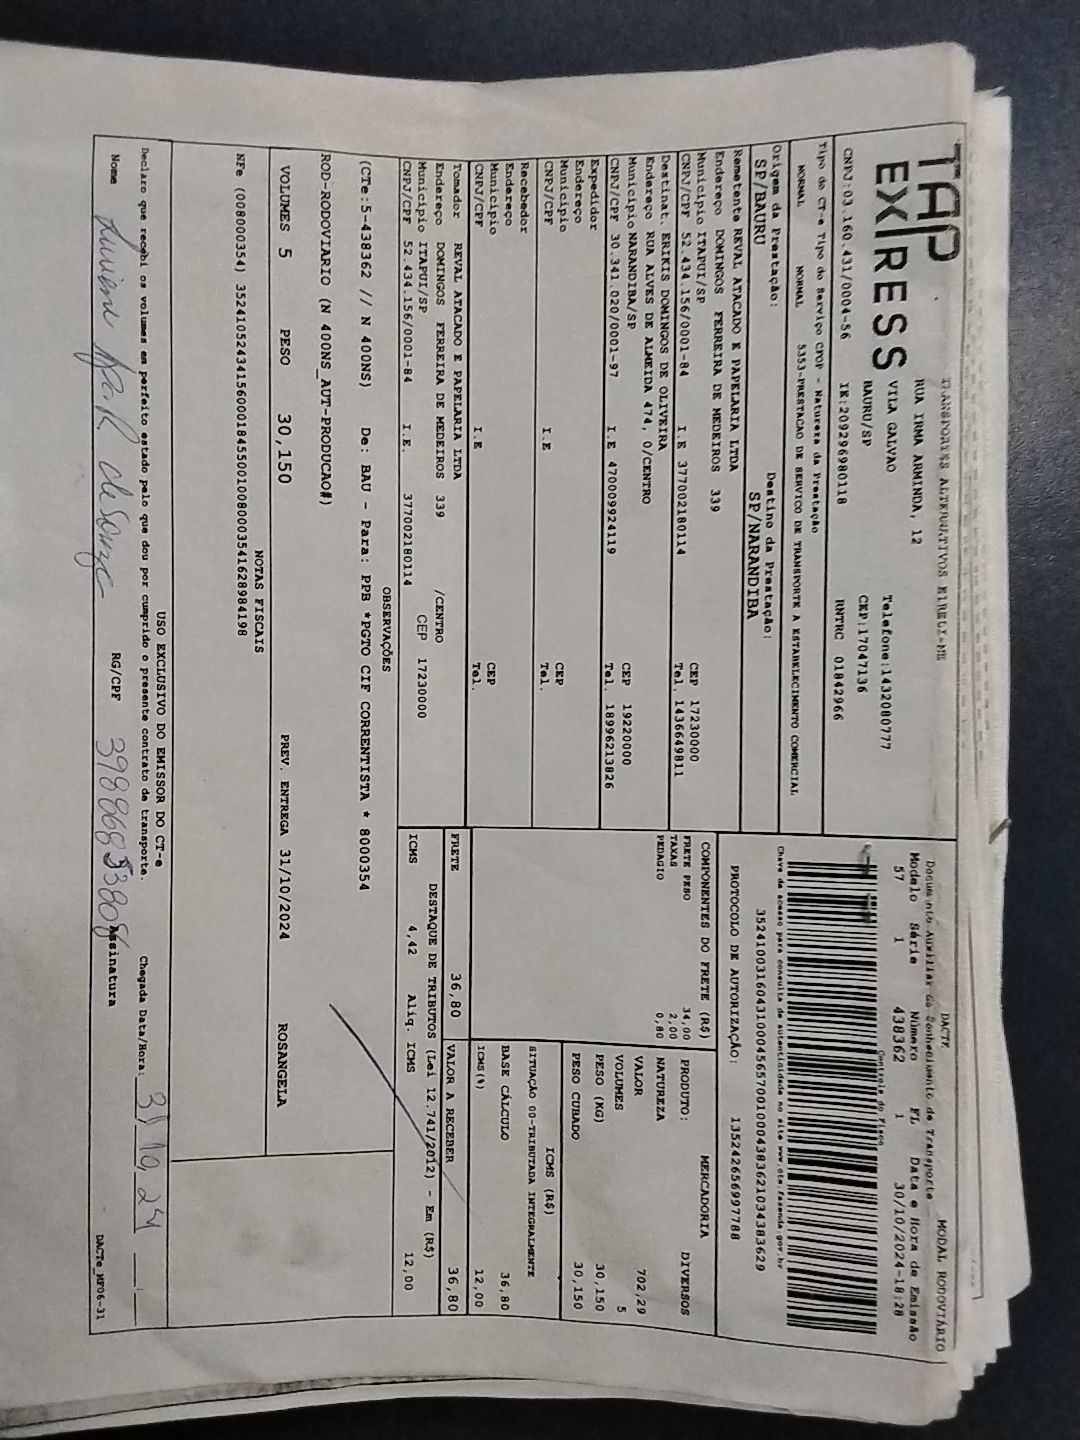 TAP EXPRESS
TRANSPORTES ALTERNATIVOS EIRELI-ME
RUA IRMA ARMINDA, 12
VILA GALVAO
BAURU/SP
Telefone:1432080777
CEP:17047136
CNPJ:03.160.431/0004-56 IE:209296980118 RNTRC 01842966
DACTE
Documento Auxiliar do Conhecimento de Transporte
MODAL RODOVIÁRIO
Modelo Série Número FL Data e Hora de Emissão
57 1 438362 1 30/10/2024-18:28
Controle do Fisco
Chave de acesso para consulta de autenticidade no site www.cte.fazenda.gov.br
PROTOCOLO DE AUTORIZAÇÃO: 135242656997788
Tipo do CT-e Tipo do Serviço CFOP - Natureza da Prestação
NORMAL NORMAL 5353-PRESTACAO DE SERVICO DE TRANSPORTE A ESTABELECIMENTO COMERCIAL
Origem da Prestação: Destino da Prestação:
SP/BAURU SP/NARANDIBA
Remetente REVAL ATACADO E PAPELARIA LTDA
Endereço DOMINGOS FERREIRA DE MEDEIROS 339
Município ITAPUI/SP CEP 17230000
CNPJ/CPF 52.434.156/0001-84 I.E 377002180114 Tel. 1436649811
Destinat. ERIKIS DOMINGOS DE OLIVEIRA
Endereço RUA ALVES DE ALMEIDA 474, 0/CENTRO
Município NARANDIBA/SP CEP 19220000
CNPJ/CPF 30.341.020/0001-97 I.E 470009924119 Tel. 18996213826
Expedidor
Endereço
Município CEP
CNPJ/CPF I.E Tel.
Recebedor
Endereço
Município CEP
CNPJ/CPF I.E Tel.
Tomador REVAL ATACADO E PAPELARIA LTDA
Endereço DOMINGOS FERREIRA DE MEDEIROS 339 /CENTRO
Município ITAPUI/SP CEP 17230000
CNPJ/CPF 52.434.156/0001-84 I.E. 377002180114
COMPONENTES DO FRETE (R$)
FRETE PESO 34,00
TAXAS 2,00
PEDAGIO 0,80
PRODUTO: MERCADORIA
NATUREZA DIVERSOS
VALOR 702,29
VOLUMES 5
PESO (KG) 30,150
PESO CUBADO 30,150
ICMS (R$)
SITUAÇÃO 00-TRIBUTADA INTEGRALMENTE
BASE CÁLCULO 36,80
ICMS(%) 12,00
FRETE 36,80 VALOR A RECEBER 36,80
DESTAQUE DE TRIBUTOS (Lei 12.741/2012) - Em (R$)
ICMS 4,42 Aliq. ICMS 12,00
OBSERVAÇÕES
(CTe:5-438362 // N 400NS) De: BAU - Para: PPB *PGTO CIF CORRENTISTA * 8000354
ROD-RODOVIARIO (N 400NS_AUT-PRODUCAO#)
VOLUMES 5 PESO 30,150 PREV. ENTREGA 31/10/2024 ROSANGELA
NOTAS FISCAIS
NFe (008000354)
USO EXCLUSIVO DO EMISSOR DO CT-e
Declaro que recebi os volumes em perfeito estado pelo que dou por cumprido o presente contrato de transporte. Chegada Data/Hora: 31/10/24
Nome de Souza RG/CPF Assinatura
DACTe_MF06-31